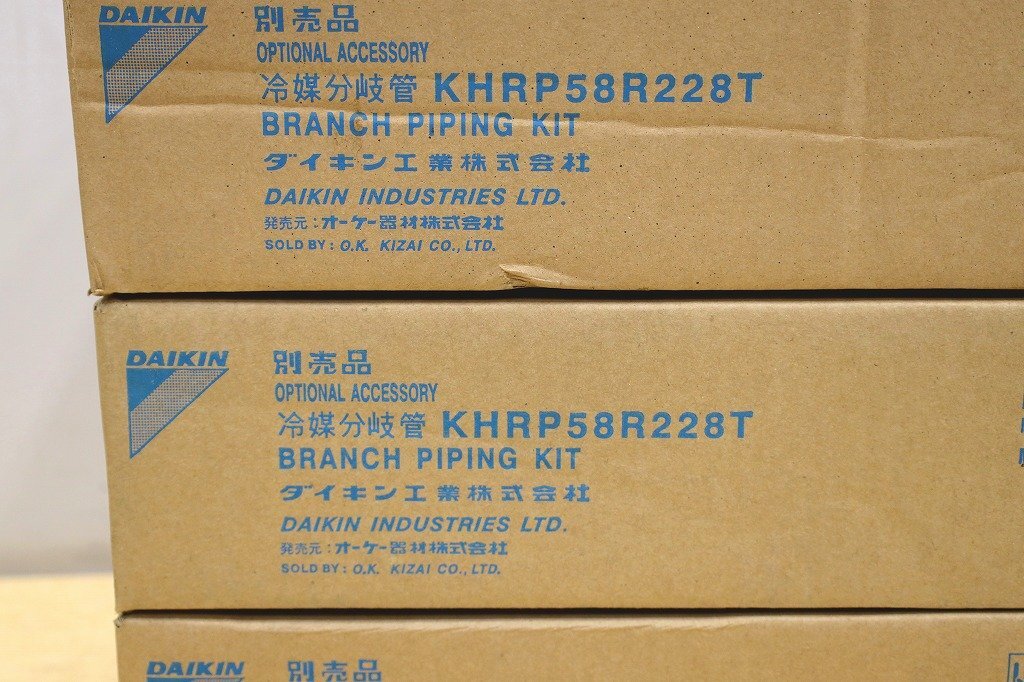 DAIKIN
別売品
OPTIONAL ACCESSORY
冷媒分岐管 KHRP58R228T
BRANCH PIPING KIT
ダイキン工業株式会社
DAIKIN INDUSTRIES LTD.
発売元:オーケー器材株式会社
SOLD BY: O.K. KIZAI CO., LTD.
DAIKIN
別売品
OPTIONAL ACCESSORY
冷媒分岐管 KHRP58R228T
BRANCH PIPING KIT
ダイキン工業株式会社
DAIKIN INDUSTRIES LTD.
発売元:オーケー器材株式会社
SOLD BY: O.K. KIZAI CO., LTD.
DAIKIN
別売品